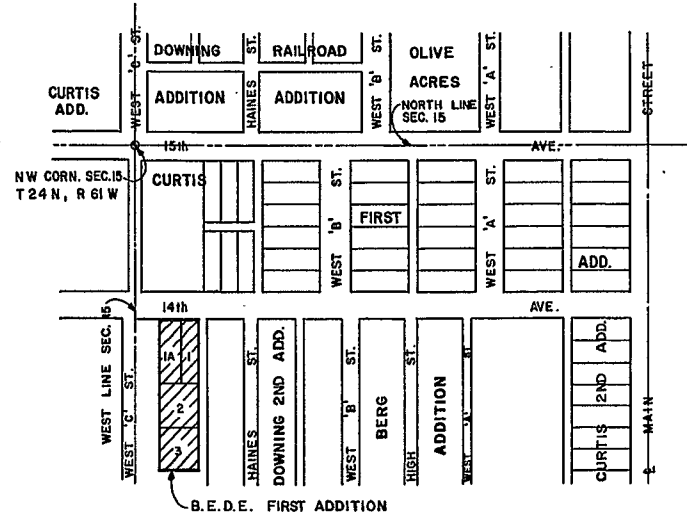 WEST 'C' ST.
DOWNING
RAILROAD
HAINES ST.
WEST 'B' ST.
OLIVE
ACRES
WEST 'A' ST.
STREET
CURTIS
ADD.
ADDITION
ADDITION
NORTH LINE
SEC. 15
15th
AVE.
NW CORN. SEC.15
T 24 N, R 61 W
CURTIS
WEST 'B' ST.
FIRST
WEST 'A' ST.
ADD.
14th
AVE.
WEST LINE SEC. 15
WEST 'C' ST.
1A
1
2
3
HAINES ST.
DOWNING 2ND ADD.
WEST 'B' ST.
BERG
HIGH ST.
ADDITION
WEST 'A' ST.
CURTIS 2ND ADD.
MAIN
B.E.D.E. FIRST ADDITION